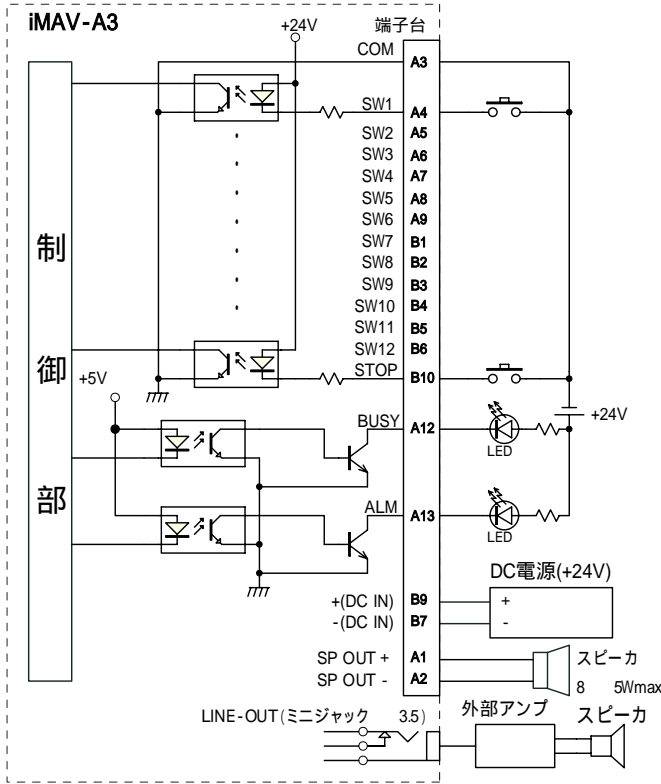 iMAV-A3
+24V
端子台
COM A3
SW1 A4
SW2 A5
SW3 A6
SW4 A7
SW5 A8
SW6 A9
SW7 B1
SW8 B2
SW9 B3
SW10 B4
SW11 B5
SW12 B6
STOP B10
制御部
+5V
+24V
BUSY A12
LED
ALM A13
LED
DC電源(+24V)
+(DC IN) B9 +
-(DC IN) B7 -
SP OUT + A1
SP OUT - A2
スピーカ
8 5Wmax
LINE-OUT(ミニジャック 3.5)
外部アンプ
スピーカ